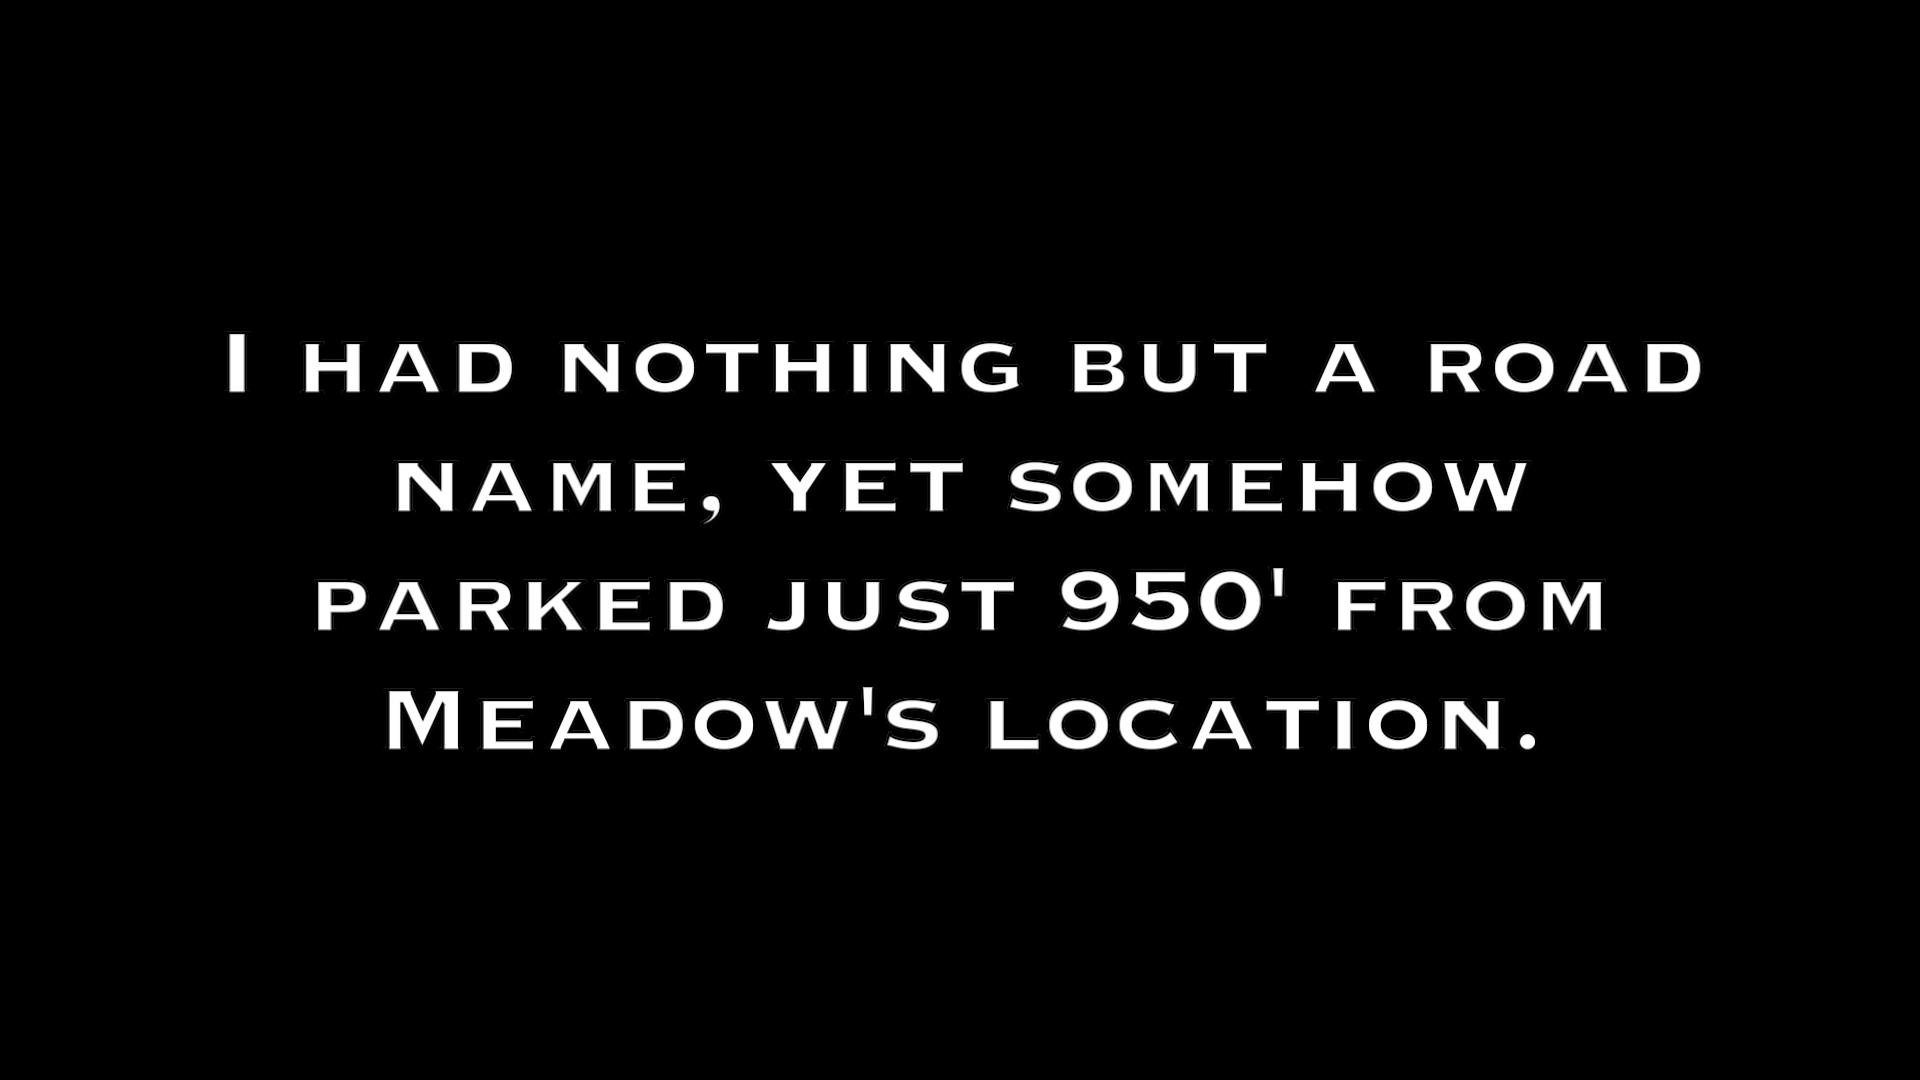 I had nothing but a road
name, yet somehow
parked just 950' from
Meadow's location.